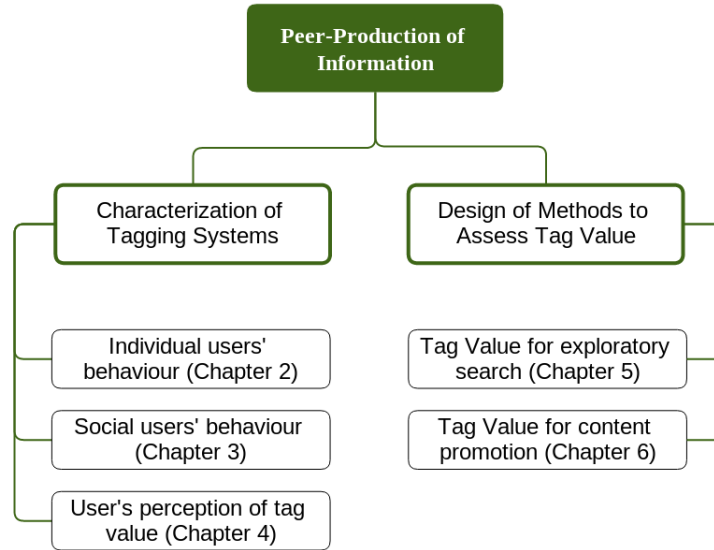 Peer-Production of
Information
Characterization of
Tagging Systems
Design of Methods to
Assess Tag Value
Individual users'
behaviour (Chapter 2)
Social users' behaviour
(Chapter 3)
User's perception of tag
value (Chapter 4)
Tag Value for exploratory
search (Chapter 5)
Tag Value for content
promotion (Chapter 6)